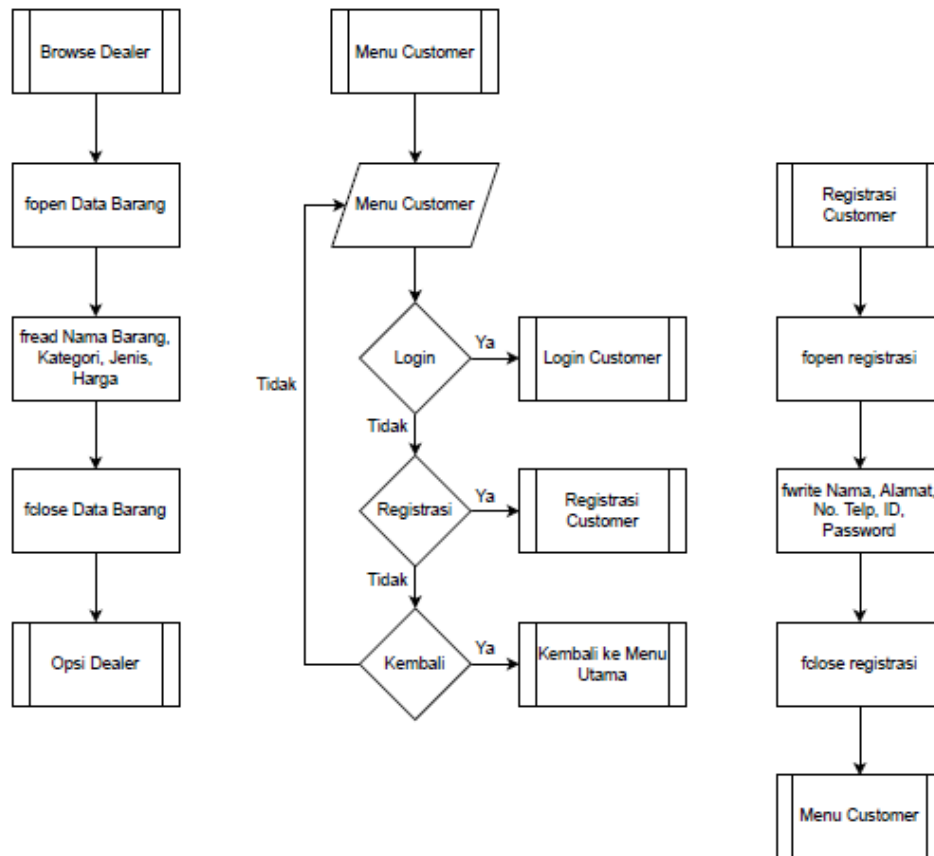 Browse Dealer
fopen Data Barang
fread Nama Barang,
Kategori, Jenis,
Harga
fclose Data Barang
Opsi Dealer
Menu Customer
Menu Customer
Login
Ya
Login Customer
Tidak
Tidak
Registrasi
Ya
Registrasi
Customer
Tidak
Kembali
Ya
Kembali ke Menu
Utama
Registrasi
Customer
fopen registrasi
fwrite Nama, Alamat,
No. Telp, ID,
Password
fclose registrasi
Menu Customer